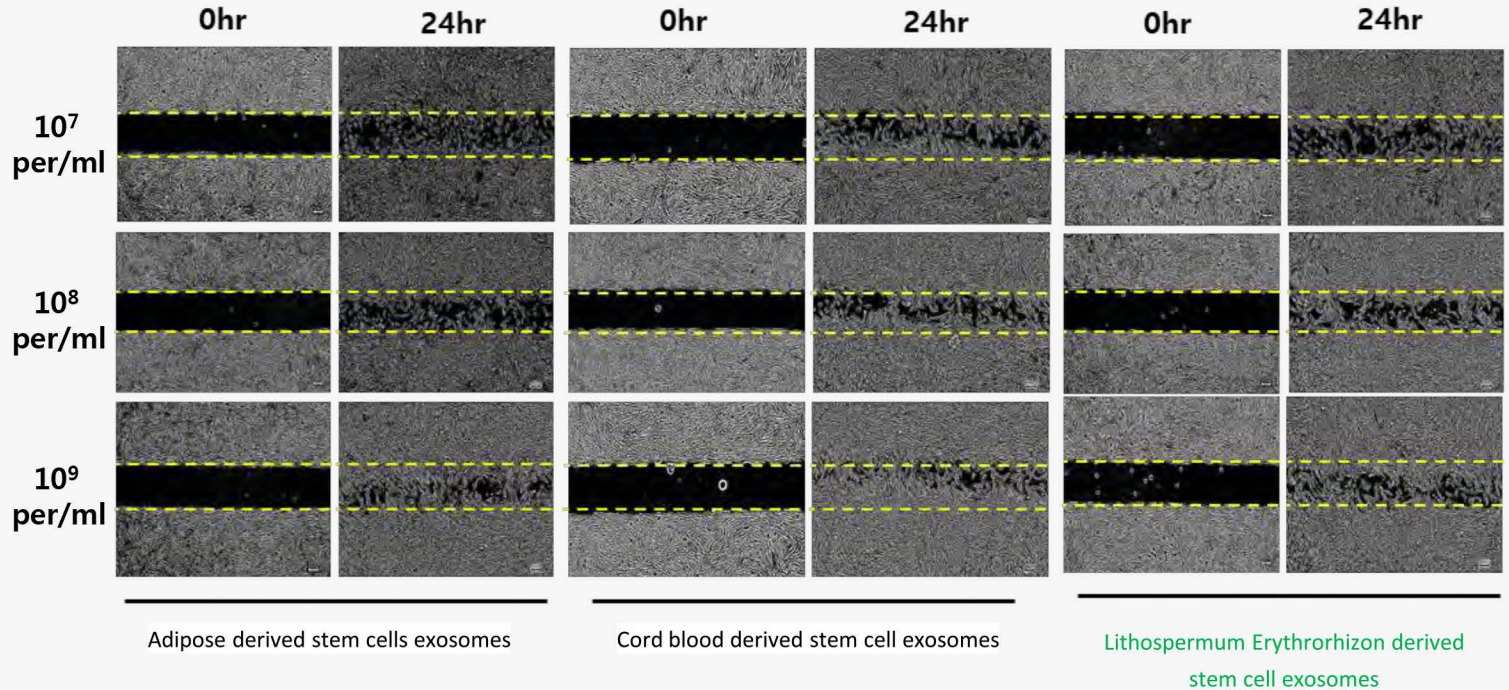 0hr 24hr 0hr 24hr 0hr 24hr
10⁷
per/ml
10⁸
per/ml
10⁹
per/ml
Adipose derived stem cells exosomes
Cord blood derived stem cell exosomes
Lithospermum Erythrorhizon derived
stem cell exosomes